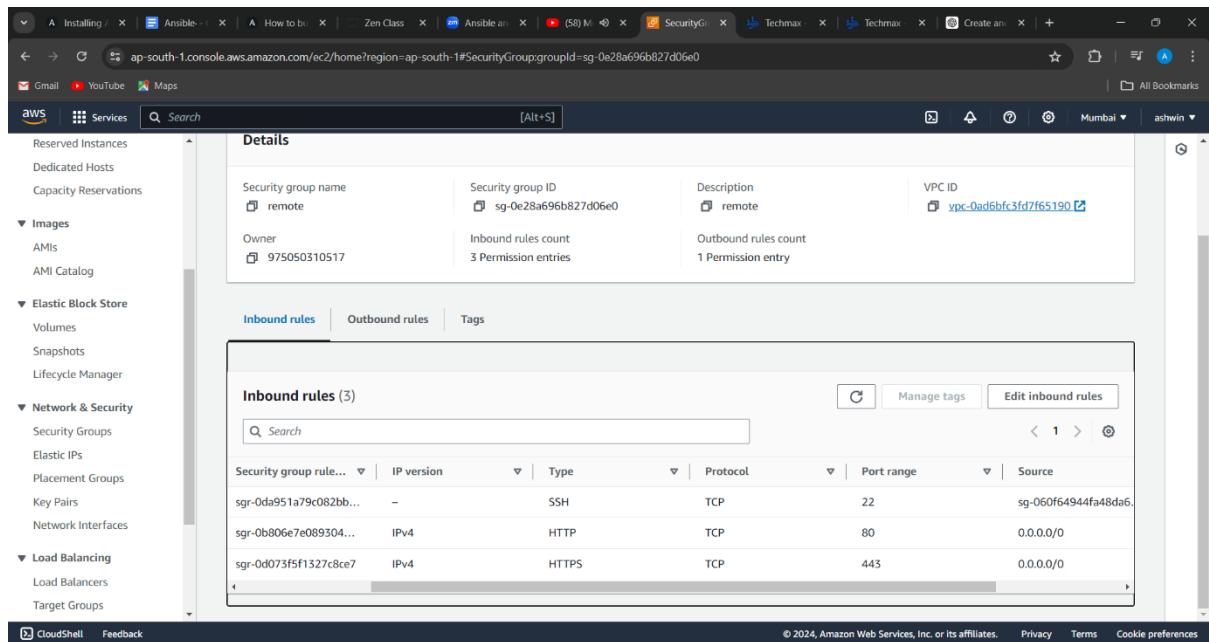 Installing A
Ansible-
How to bu
Zen Class
Ansible an
(58) M
SecurityGr
Techmax
Techmax
Create and
ap-south-1.console.aws.amazon.com/ec2/home?region=ap-south-1#SecurityGroup:groupId=sg-0e28a696b827d06e0
Gmail YouTube Maps All Bookmarks
aws Services Search [Alt+S] Mumbai ashwin
Reserved Instances
Dedicated Hosts
Capacity Reservations
Images
AMIs
AMI Catalog
Elastic Block Store
Volumes
Snapshots
Lifecycle Manager
Network & Security
Security Groups
Elastic IPs
Placement Groups
Key Pairs
Network Interfaces
Load Balancing
Load Balancers
Target Groups
Details
Security group name Security group ID Description VPC ID
remote sg-0e28a696b827d06e0 remote vpc-0ad6bfc3fd7f65190
Owner Inbound rules count Outbound rules count
975050310517 3 Permission entries 1 Permission entry
Inbound rules Outbound rules Tags
Inbound rules (3) Manage tags Edit inbound rules
Search 1
Security group rule... IP version Type Protocol Port range Source
sgr-0da951a79c082bb... – SSH TCP 22 sg-060f64944fa48da6.
sgr-0b806e7e089304... IPv4 HTTP TCP 80 0.0.0.0/0
sgr-0d073f5f1327c8ce7 IPv4 HTTPS TCP 443 0.0.0.0/0
CloudShell Feedback © 2024, Amazon Web Services, Inc. or its affiliates. Privacy Terms Cookie preferences